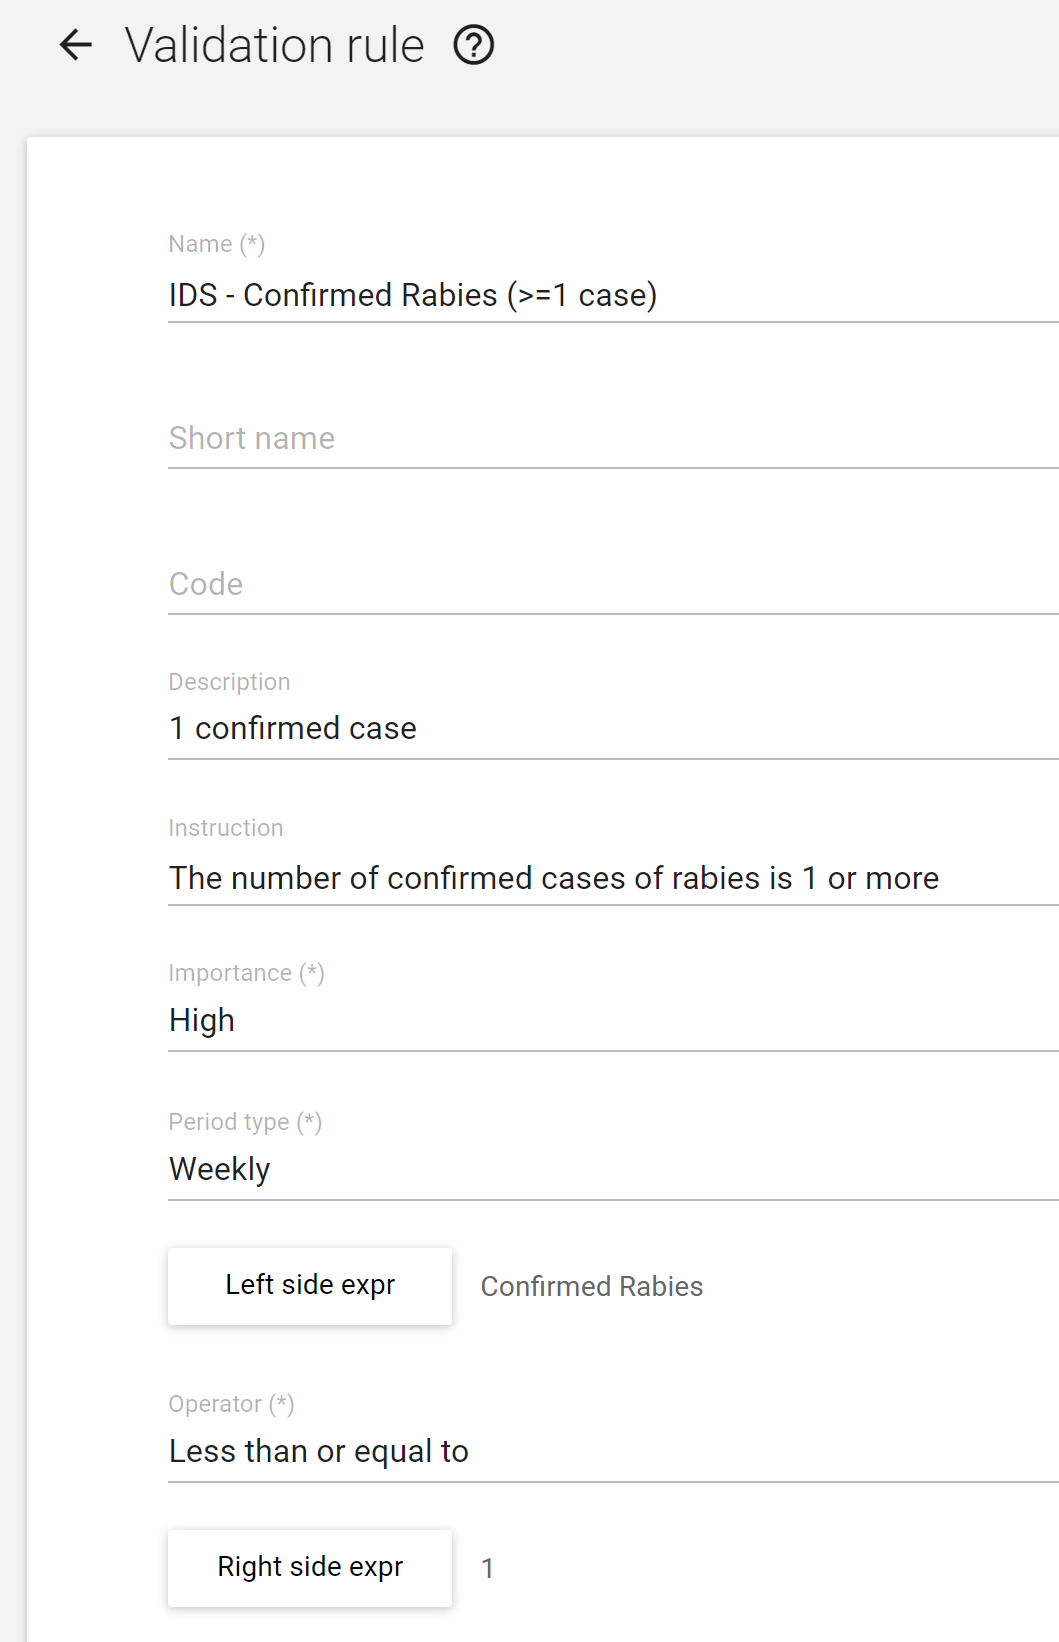 Validation rule
Name (*)
IDS - Confirmed Rabies (>=1 case)
Short name
Code
Description
1 confirmed case
Instruction
The number of confirmed cases of rabies is 1 or more
Importance (*)
High
Period type (*)
Weekly
Left side expr Confirmed Rabies
Operator (*)
Less than or equal to
Right side expr 1